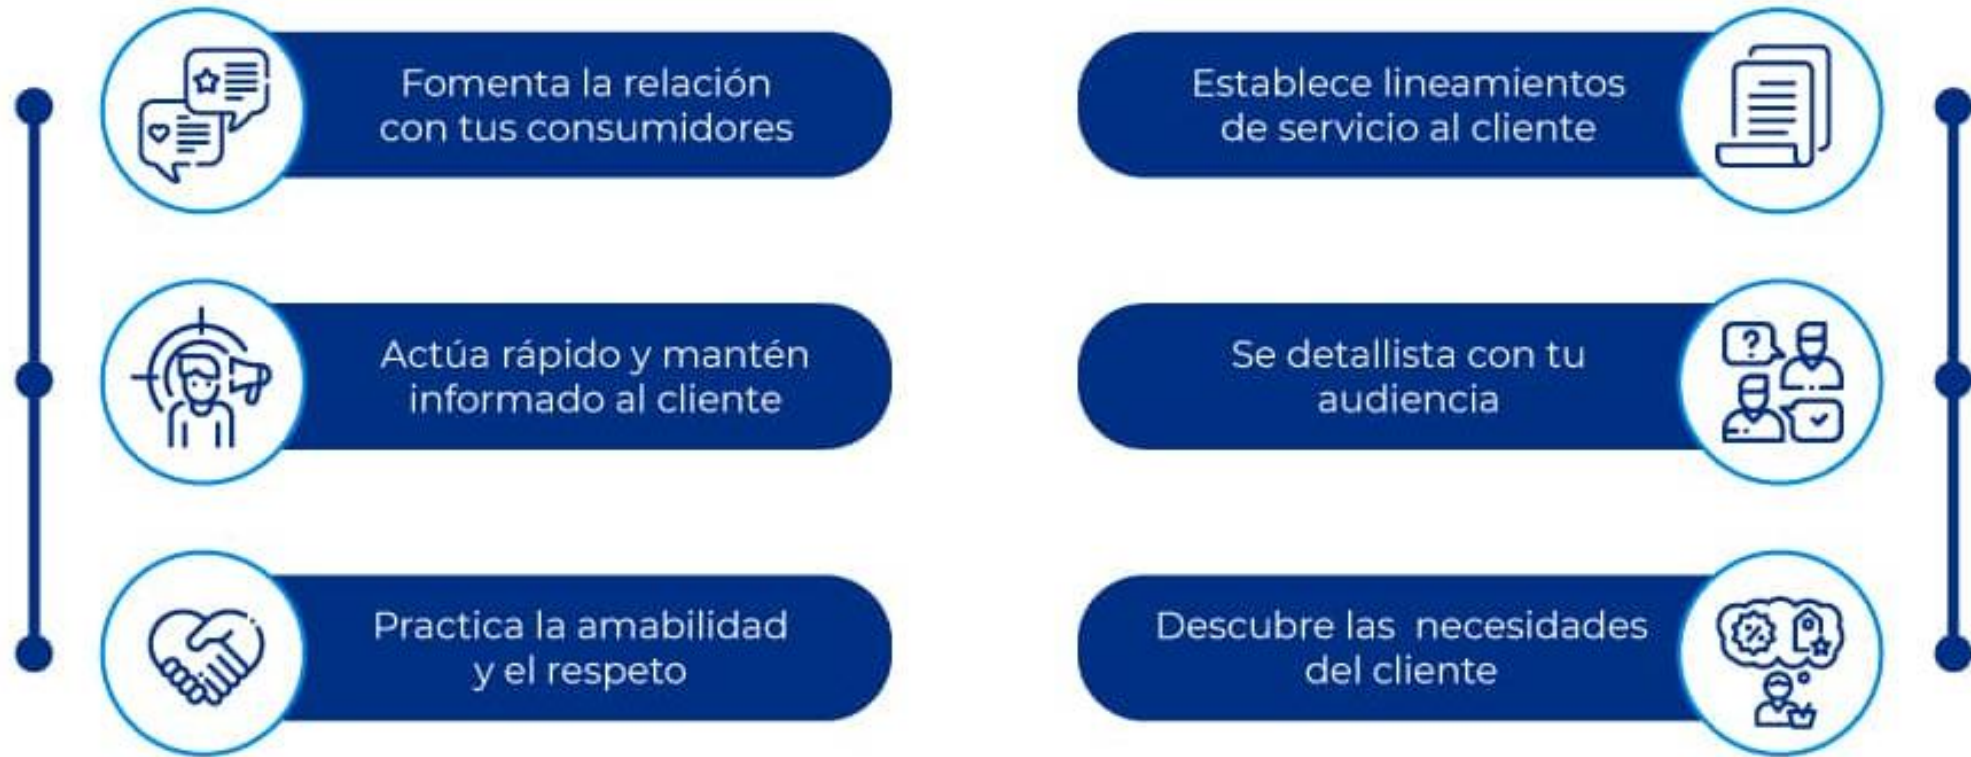 Fomenta la relación
con tus consumidores
Establece lineamientos
de servicio al cliente
Actúa rápido y mantén
informado al cliente
Se detallista con tu
audiencia
Practica la amabilidad
y el respeto
Descubre las  necesidades
del cliente